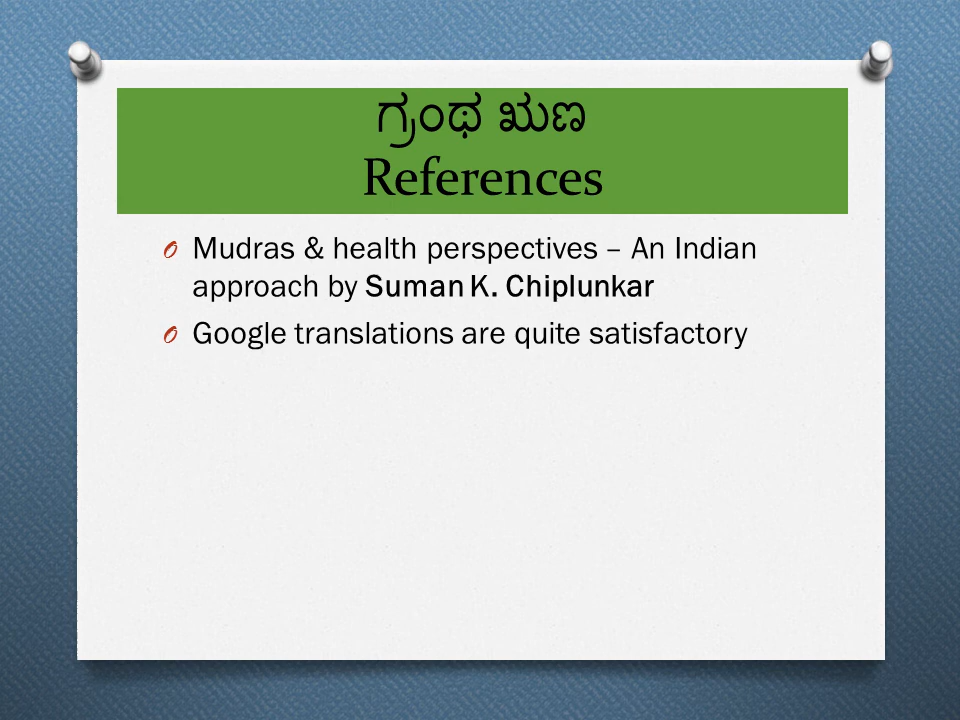 ಗ್ರಂಥ ಋಣ
References
Mudras & health perspectives – An Indian
approach by Suman K. Chiplunkar
Google translations are quite satisfactory